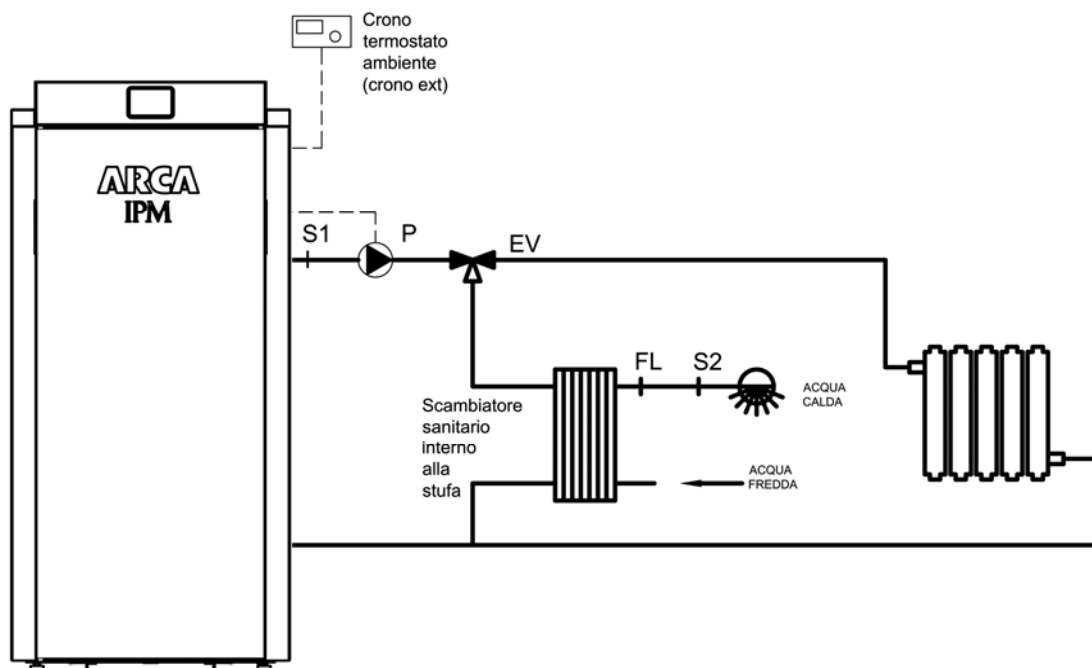 Crono
termostato
ambiente
(crono ext)
ARCA
IPM
S1
P
EV
FL
S2
ACQUA
CALDA
Scambiatore
sanitario
interno
alla
stufa
ACQUA
FREDDA